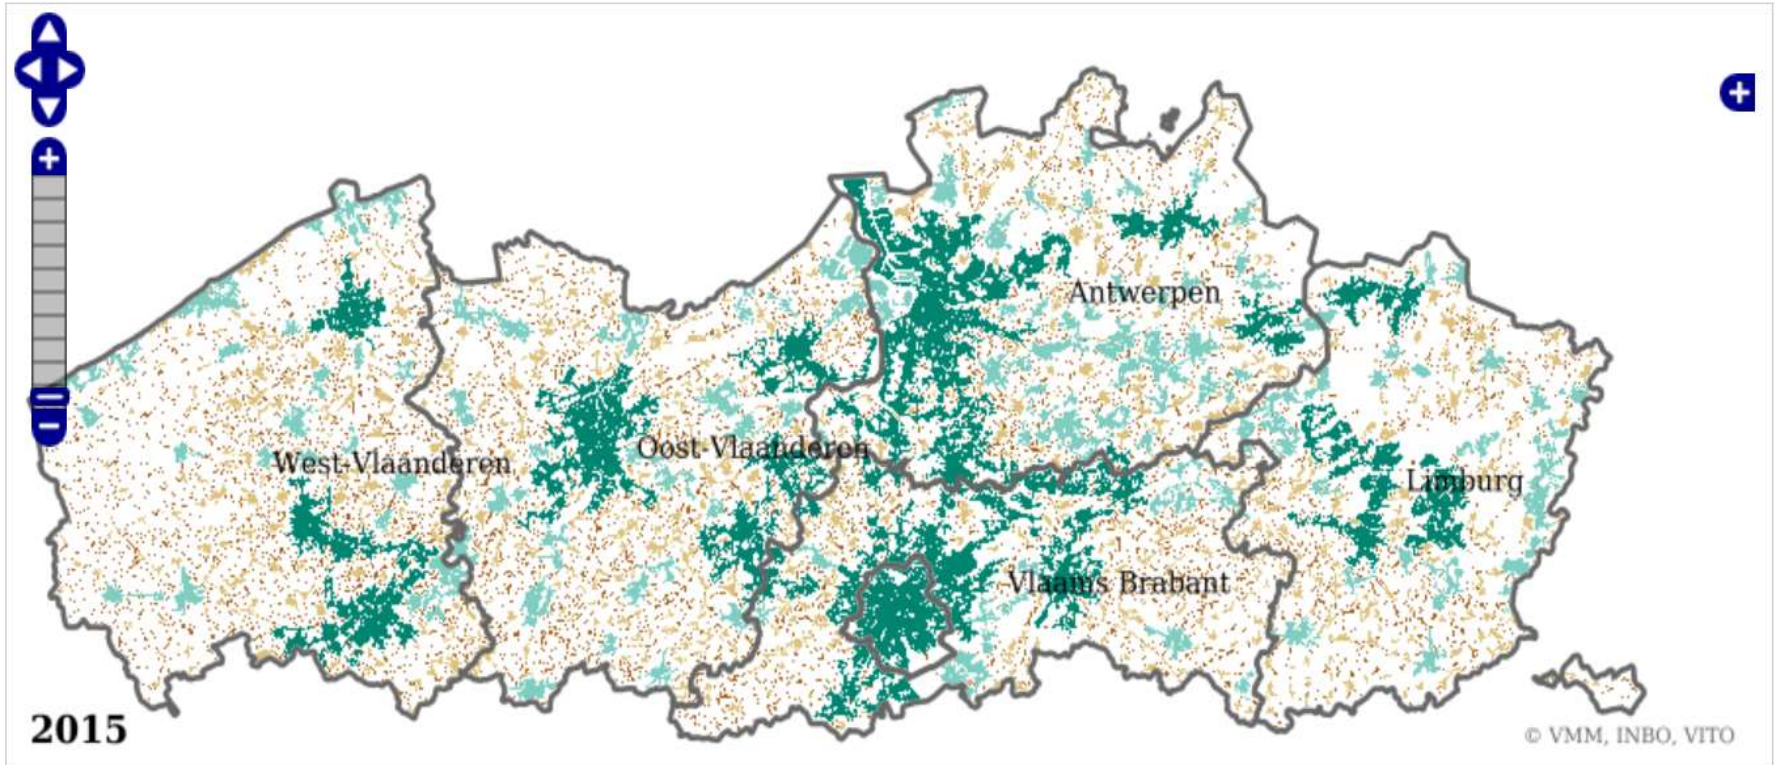 Antwerpen
Oost-Vlaanderen
West-Vlaanderen
Limburg
Vlaams Brabant
2015
© VMM, INBO, VITO